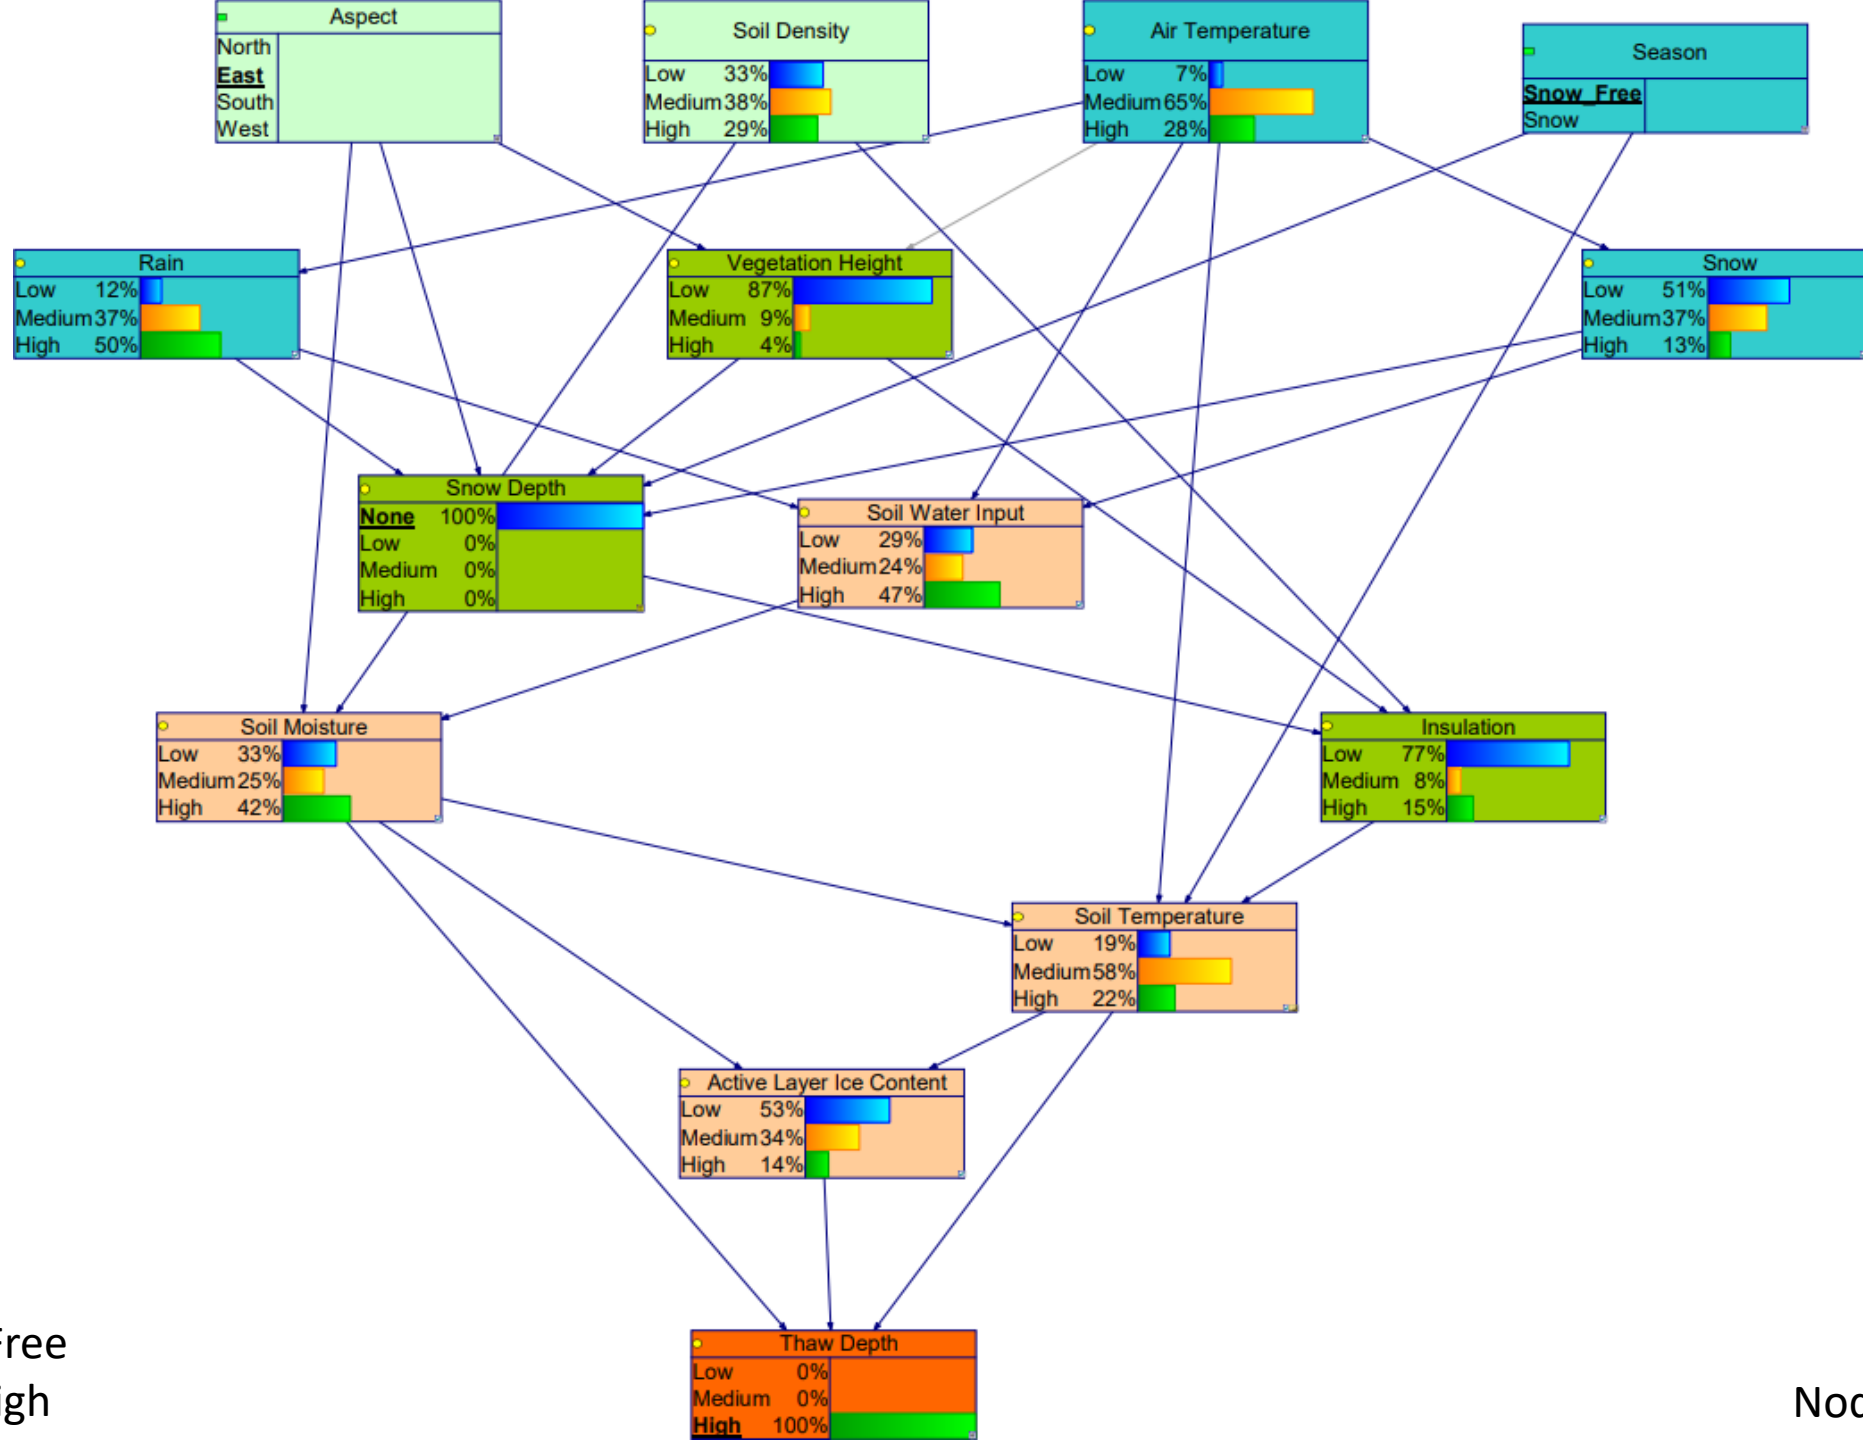 Aspect
North
East
South
West
Soil Density
Low 33%
Medium 38%
High 29%
Air Temperature
Low 7%
Medium 65%
High 28%
Season
Snow_Free
Snow
Rain
Low 12%
Medium 37%
High 50%
Vegetation Height
Low 87%
Medium 9%
High 4%
Snow
Low 51%
Medium 37%
High 13%
Snow Depth
None 100%
Low 0%
Medium 0%
High 0%
Soil Water Input
Low 29%
Medium 24%
High 47%
Soil Moisture
Low 33%
Medium 25%
High 42%
Insulation
Low 77%
Medium 8%
High 15%
Soil Temperature
Low 19%
Medium 58%
High 22%
Active Layer Ice Content
Low 53%
Medium 34%
High 14%
Thaw Depth
Low 0%
Medium 0%
High 100%
Free
igh
Nod